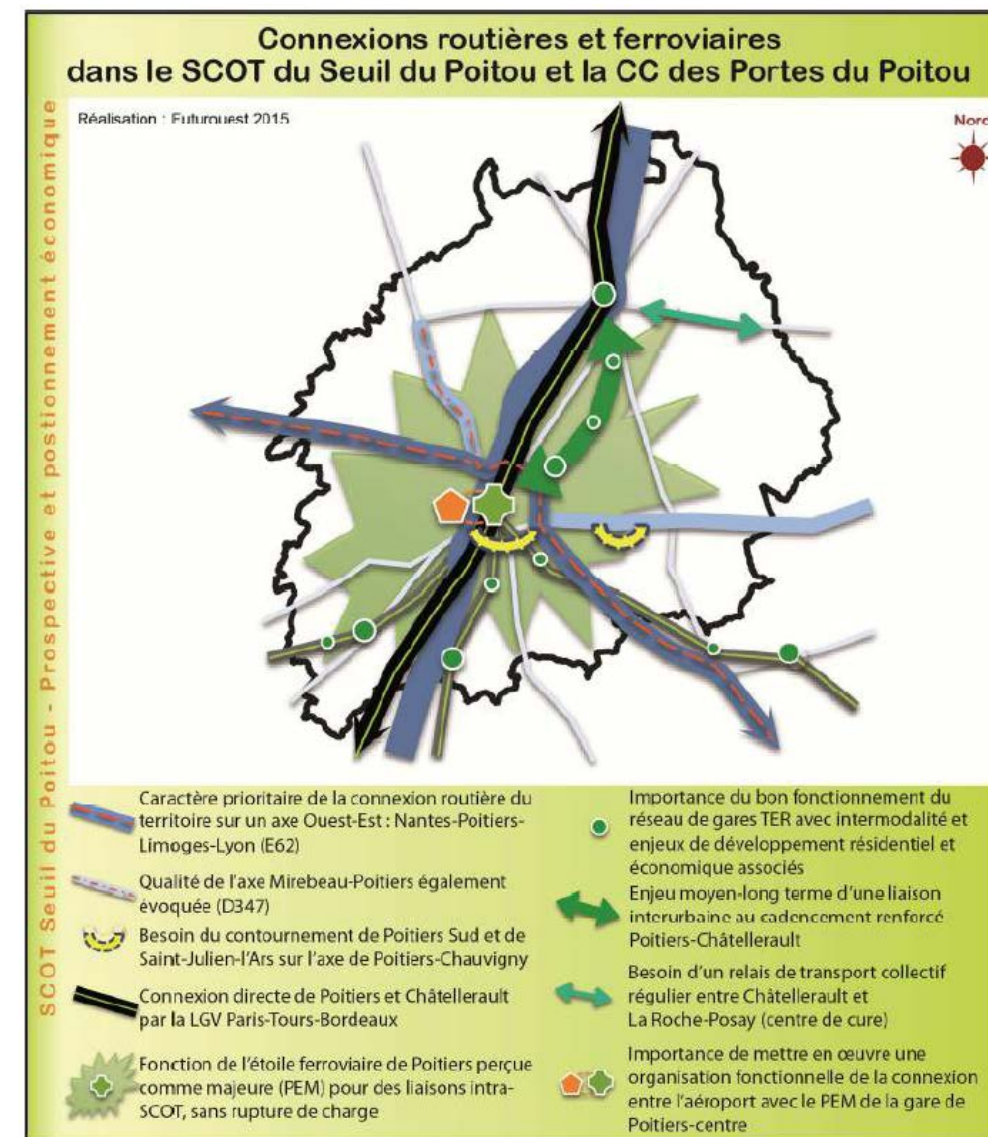 Connexions routières et ferroviaires
dans le SCOT du Seuil du Poitou et la CC des Portes du Poitou
SCOT Seuil du Poitou - Prospective et postionnement économique
Réalisation : Futurouest 2015
Nord
Caractère prioritaire de la connexion routière du
territoire sur un axe Ouest-Est : Nantes-Poitiers-
Limoges-Lyon (E62)
Qualité de l'axe Mirebeau-Poitiers également
évoquée (D347)
Besoin du contournement de Poitiers Sud et de
Saint-Julien-l'Ars sur l'axe de Poitiers-Chauvigny
Connexion directe de Poitiers et Châtellerault
par la LGV Paris-Tours-Bordeaux
Fonction de l'étoile ferroviaire de Poitiers perçue
comme majeure (PEM) pour des liaisons intra-
SCOT, sans rupture de charge
Importance du bon fonctionnement du
réseau de gares TER avec intermodalité et
enjeux de développement résidentiel et
économique associés
Enjeu moyen-long terme d'une liaison
interurbaine au cadencement renforcé
Poitiers-Châtellerault
Besoin d'un relais de transport collectif
régulier entre Châtellerault et
La Roche-Posay (centre de cure)
Importance de mettre en œuvre une
organisation fonctionnelle de la connexion
entre l'aéroport avec le PEM de la gare de
Poitiers-centre